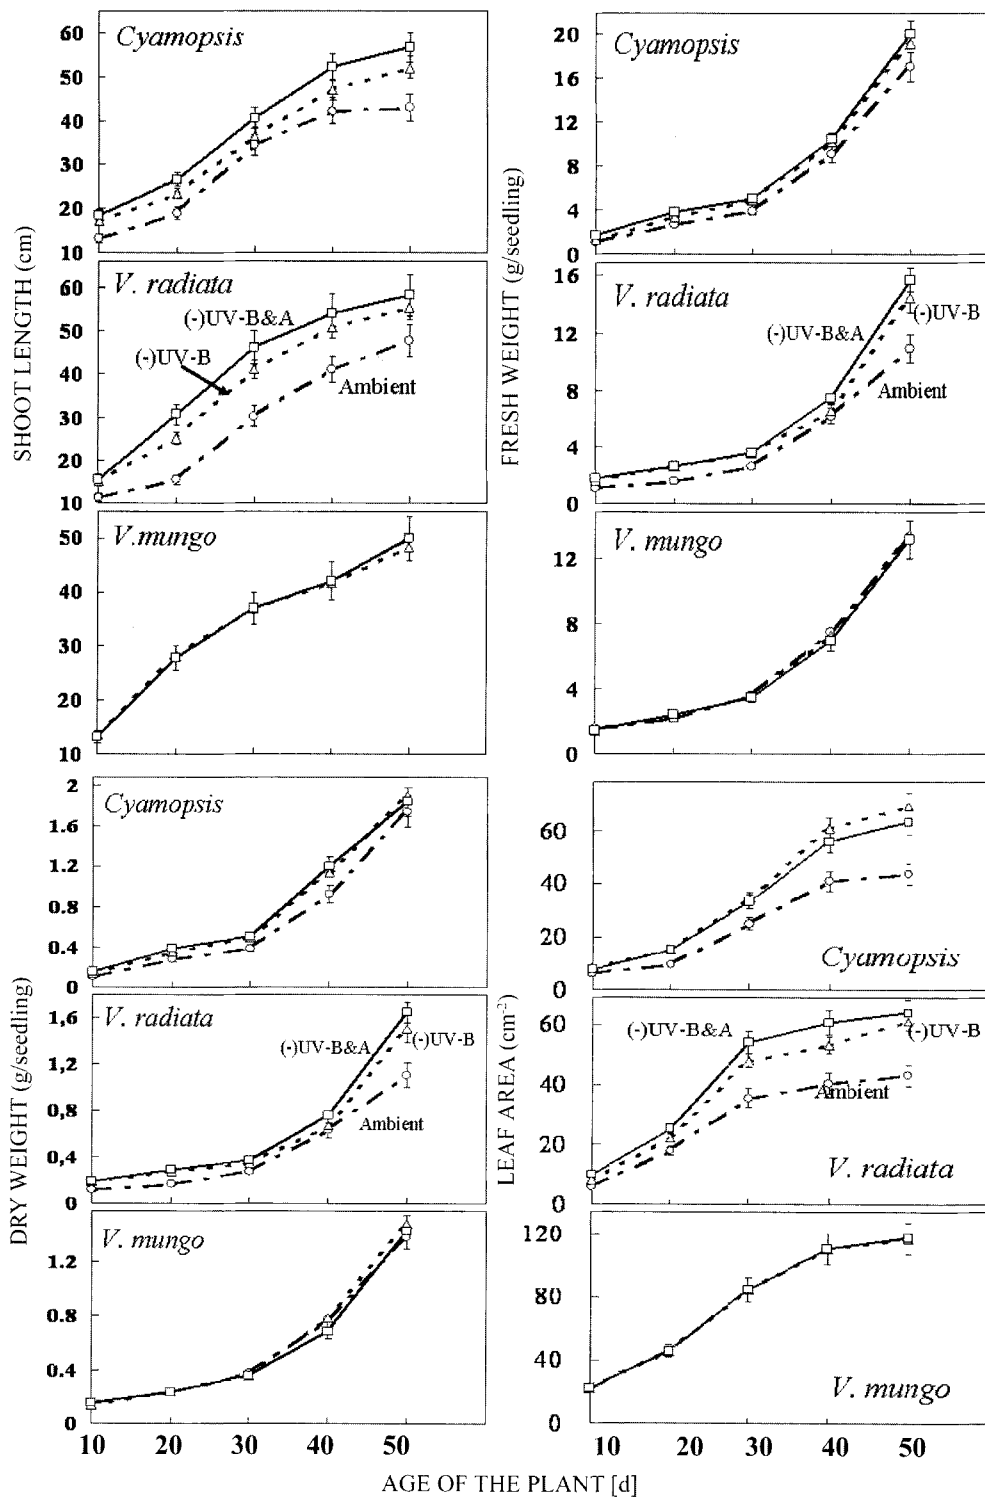 SHOOT LENGTH (cm)
60
50
40
30
20
10
Cyamopsis
60
50
40
30
20
10
V. radiata
(-)UV-B&A
(-)UV-B
Ambient
50
40
30
20
10
V.mungo
FRESH WEIGHT (g/seedling)
20
16
12
8
4
0
Cyamopsis
16
12
8
4
0
V. radiata
(-)UV-B&A
(-)UV-B
Ambient
12
8
4
0
V. mungo
DRY WEIGHT (g/seedling)
2
1.6
1.2
0.8
0.4
0
Cyamopsis
1,6
1,2
0,8
0,4
0
V. radiata
(-)UV-B&A
(-)UV-B
Ambient
1.2
0.8
0.4
0
V. mungo
10 20 30 40 50
LEAF AREA (cm-2)
60
40
20
0
Cyamopsis
60
40
20
0
(-)UV-B&A
(-)UV-B
Ambient
V. radiata
120
80
40
0
V. mungo
10 20 30 40 50
AGE OF THE PLANT [d]